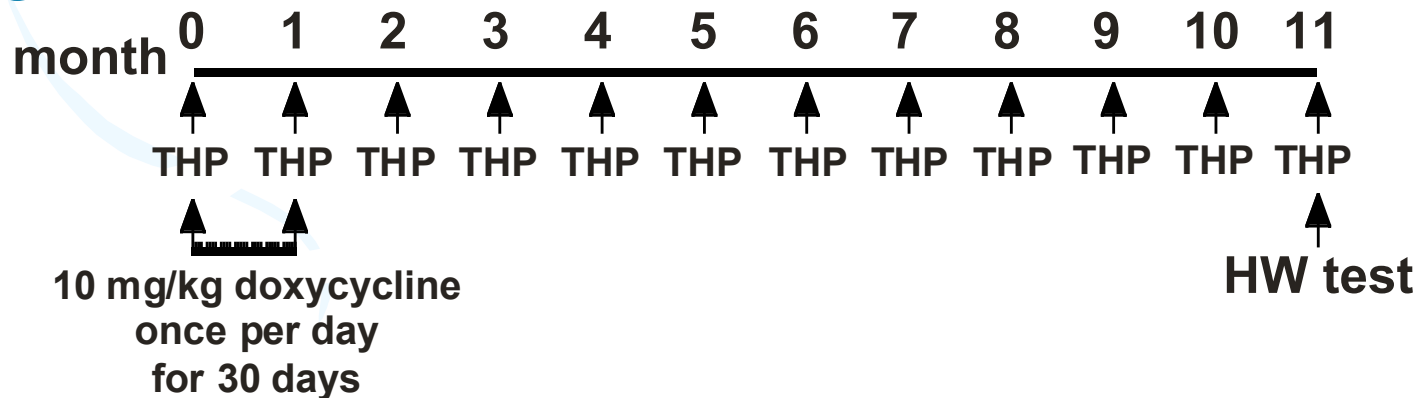 month 0 1 2 3 4 5 6 7 8 9 10 11
THP THP THP THP THP THP THP THP THP THP THP THP
HW test
10 mg/kg doxycycline
once per day
for 30 days